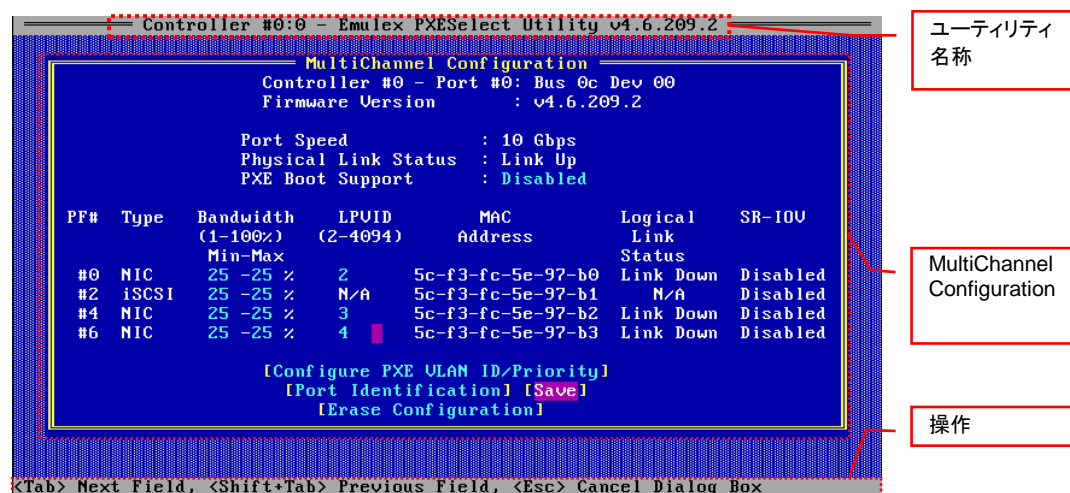 Controller #0:0 - Emulex PXESelect Utility v4.6.209.2
ユーティリティ
名称
MultiChannel Configuration
Controller #0 - Port #0: Bus 0c Dev 00
Firmware Version : v4.6.209.2
Port Speed : 10 Gbps
Physical Link Status : Link Up
PXE Boot Support : Disabled
PF# Type Bandwidth LPVID MAC Logical SR-IOV
(1-100%) (2-4094) Address Link
Min-Max Status
#0 NIC 25 -25 % 2 5c-f3-fc-5e-97-b0 Link Down Disabled
#2 iSCSI 25 -25 % N/A 5c-f3-fc-5e-97-b1 N/A Disabled
#4 NIC 25 -25 % 3 5c-f3-fc-5e-97-b2 Link Down Disabled
#6 NIC 25 -25 % 4 5c-f3-fc-5e-97-b3 Link Down Disabled
MultiChannel
Configuration
[Configure PXE VLAN ID/Priority]
[Port Identification] [Save]
[Erase Configuration]
操作
<Tab> Next Field, <Shift+Tab> Previous Field, <Esc> Cancel Dialog Box